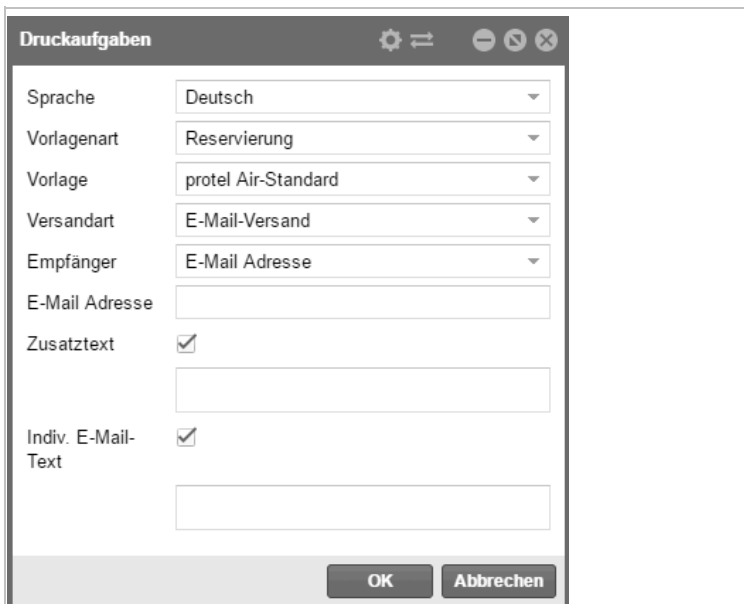 Druckaufgaben
Sprache Deutsch
Vorlagenart Reservierung
Vorlage protel Air-Standard
Versandart E-Mail-Versand
Empfänger E-Mail Adresse
E-Mail Adresse
Zusatztext
Indiv. E-Mail-
Text
OK Abbrechen